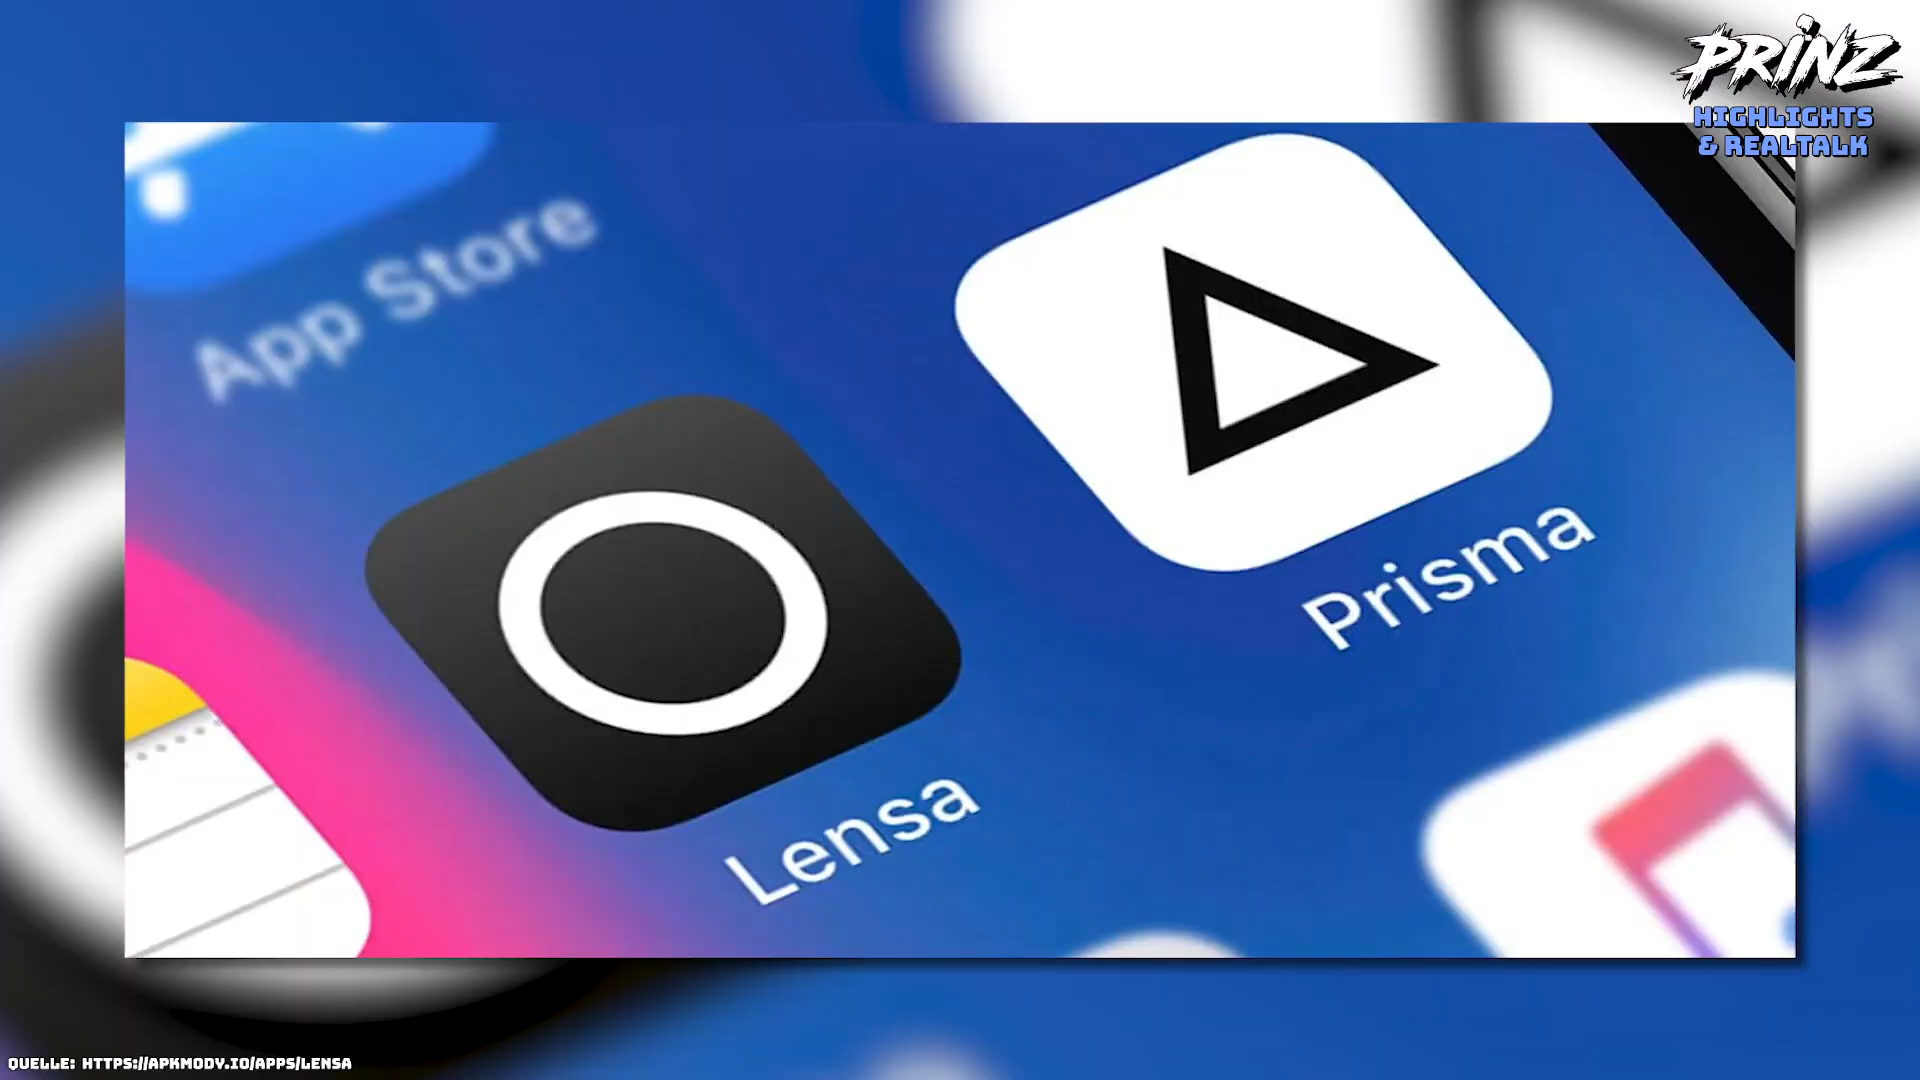 PRINZ
HIGHLIGHTS
& REALTALK
App Store
Prisma
Lensa
QUELLE: HTTPS://APKMODY.IO/APPS/LENSA